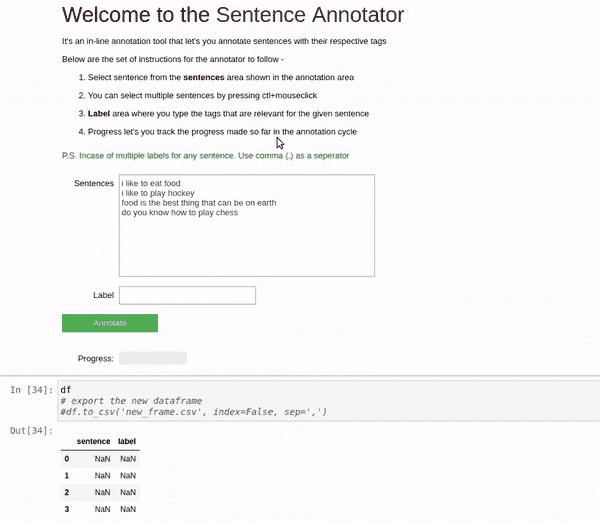 Welcome to the Sentence Annotator
It's an in-line annotation tool that let's you annotate sentences with their respective tags
Below are the set of instructions for the annotator to follow -
1. Select sentence from the sentences area shown in the annotation area
2. You can select multiple sentences by pressing ctl+mouseclick
3. Label area where you type the tags that are relevant for the given sentence
4. Progress let's you track the progress made so far in the annotation cycle
P.S. Incase of multiple labels for any sentence. Use comma (,) as a seperator
Sentences
i like to eat food
i like to play hockey
food is the best thing that can be on earth
do you know how to play chess
Label
Annotate
Progress:
In [34]: df
# export the new dataframe
#df.to_csv('new_frame.csv', index=False, sep=',')
Out[34]:
sentence label
0 NaN NaN
1 NaN NaN
2 NaN NaN
3 NaN NaN